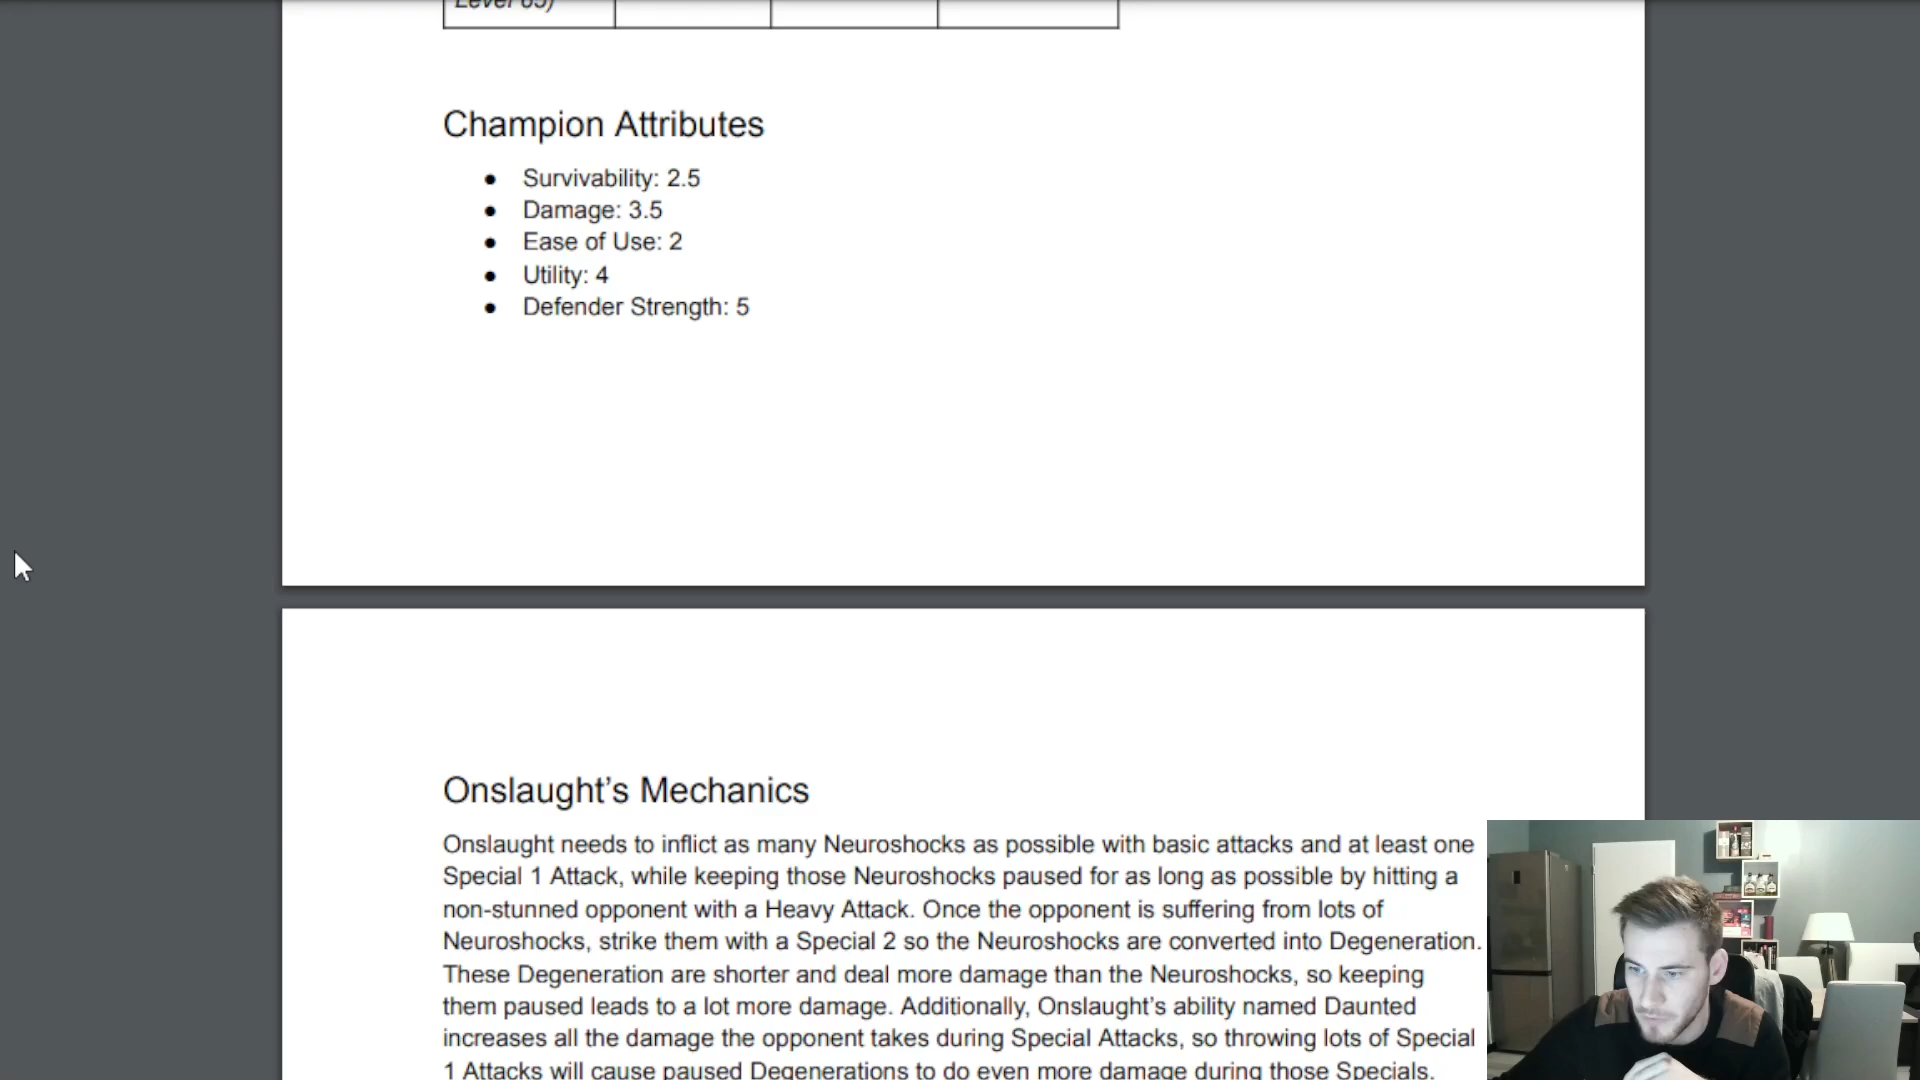 Level 85)
Champion Attributes
● Survivability: 2.5
● Damage: 3.5
● Ease of Use: 2
● Utility: 4
● Defender Strength: 5
Onslaught’s Mechanics
Onslaught needs to inflict as many Neuroshocks as possible with basic attacks and at least one
Special 1 Attack, while keeping those Neuroshocks paused for as long as possible by hitting a
non-stunned opponent with a Heavy Attack. Once the opponent is suffering from lots of
Neuroshocks, strike them with a Special 2 so the Neuroshocks are converted into Degeneration.
These Degeneration are shorter and deal more damage than the Neuroshocks, so keeping
them paused leads to a lot more damage. Additionally, Onslaught’s ability named Daunted
increases all the damage the opponent takes during Special Attacks, so throwing lots of Special
1 Attacks will cause paused Degenerations to do even more damage during those Specials.